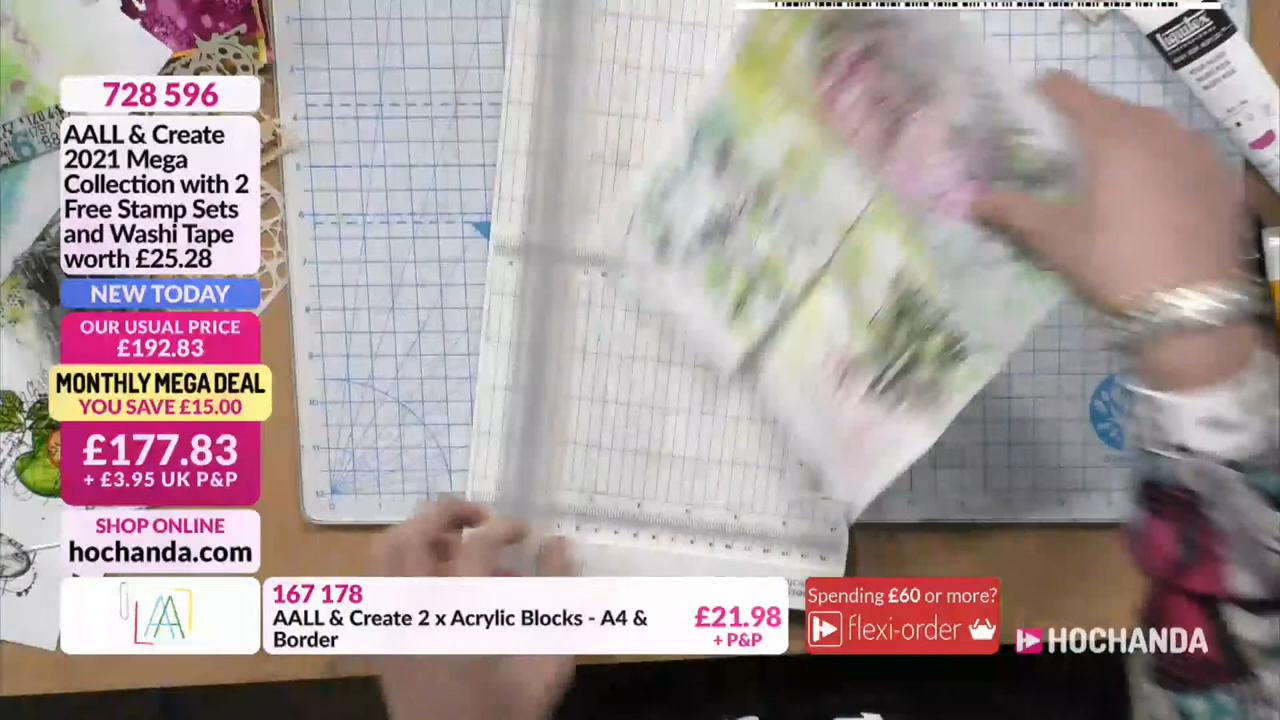 728 596
AALL & Create
2021 Mega
Collection with 2
Free Stamp Sets
and Washi Tape
worth £25.28
NEW TODAY
OUR USUAL PRICE
£192.83
MONTHLY MEGA DEAL
YOU SAVE £15.00
£177.83
+ £3.95 UK P&P
SHOP ONLINE
hochanda.com
167 178
AALL & Create 2 x Acrylic Blocks - A4 &
Border
£21.98
+ P&P
Spending £60 or more?
flexi-order
HOCHANDA
Liquitex